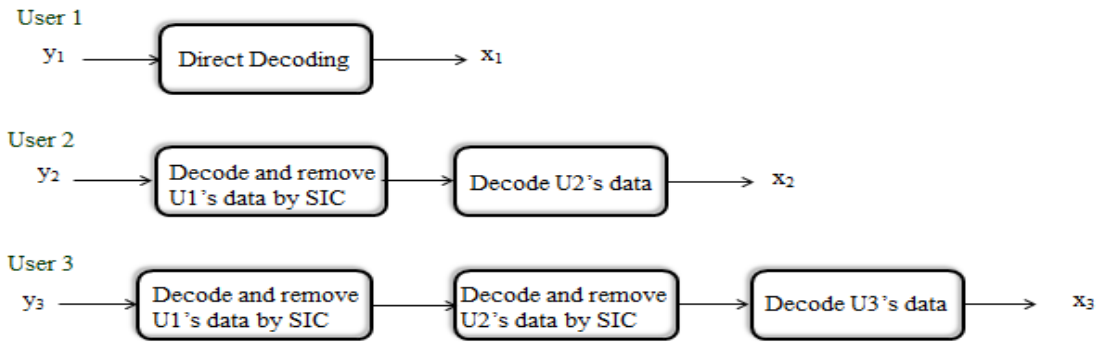 User 1
y₁
Direct Decoding
x₁
User 2
y₂
Decode and remove
U1’s data by SIC
Decode U2’s data
x₂
User 3
y₃
Decode and remove
U1’s data by SIC
Decode and remove
U2’s data by SIC
Decode U3’s data
x₃